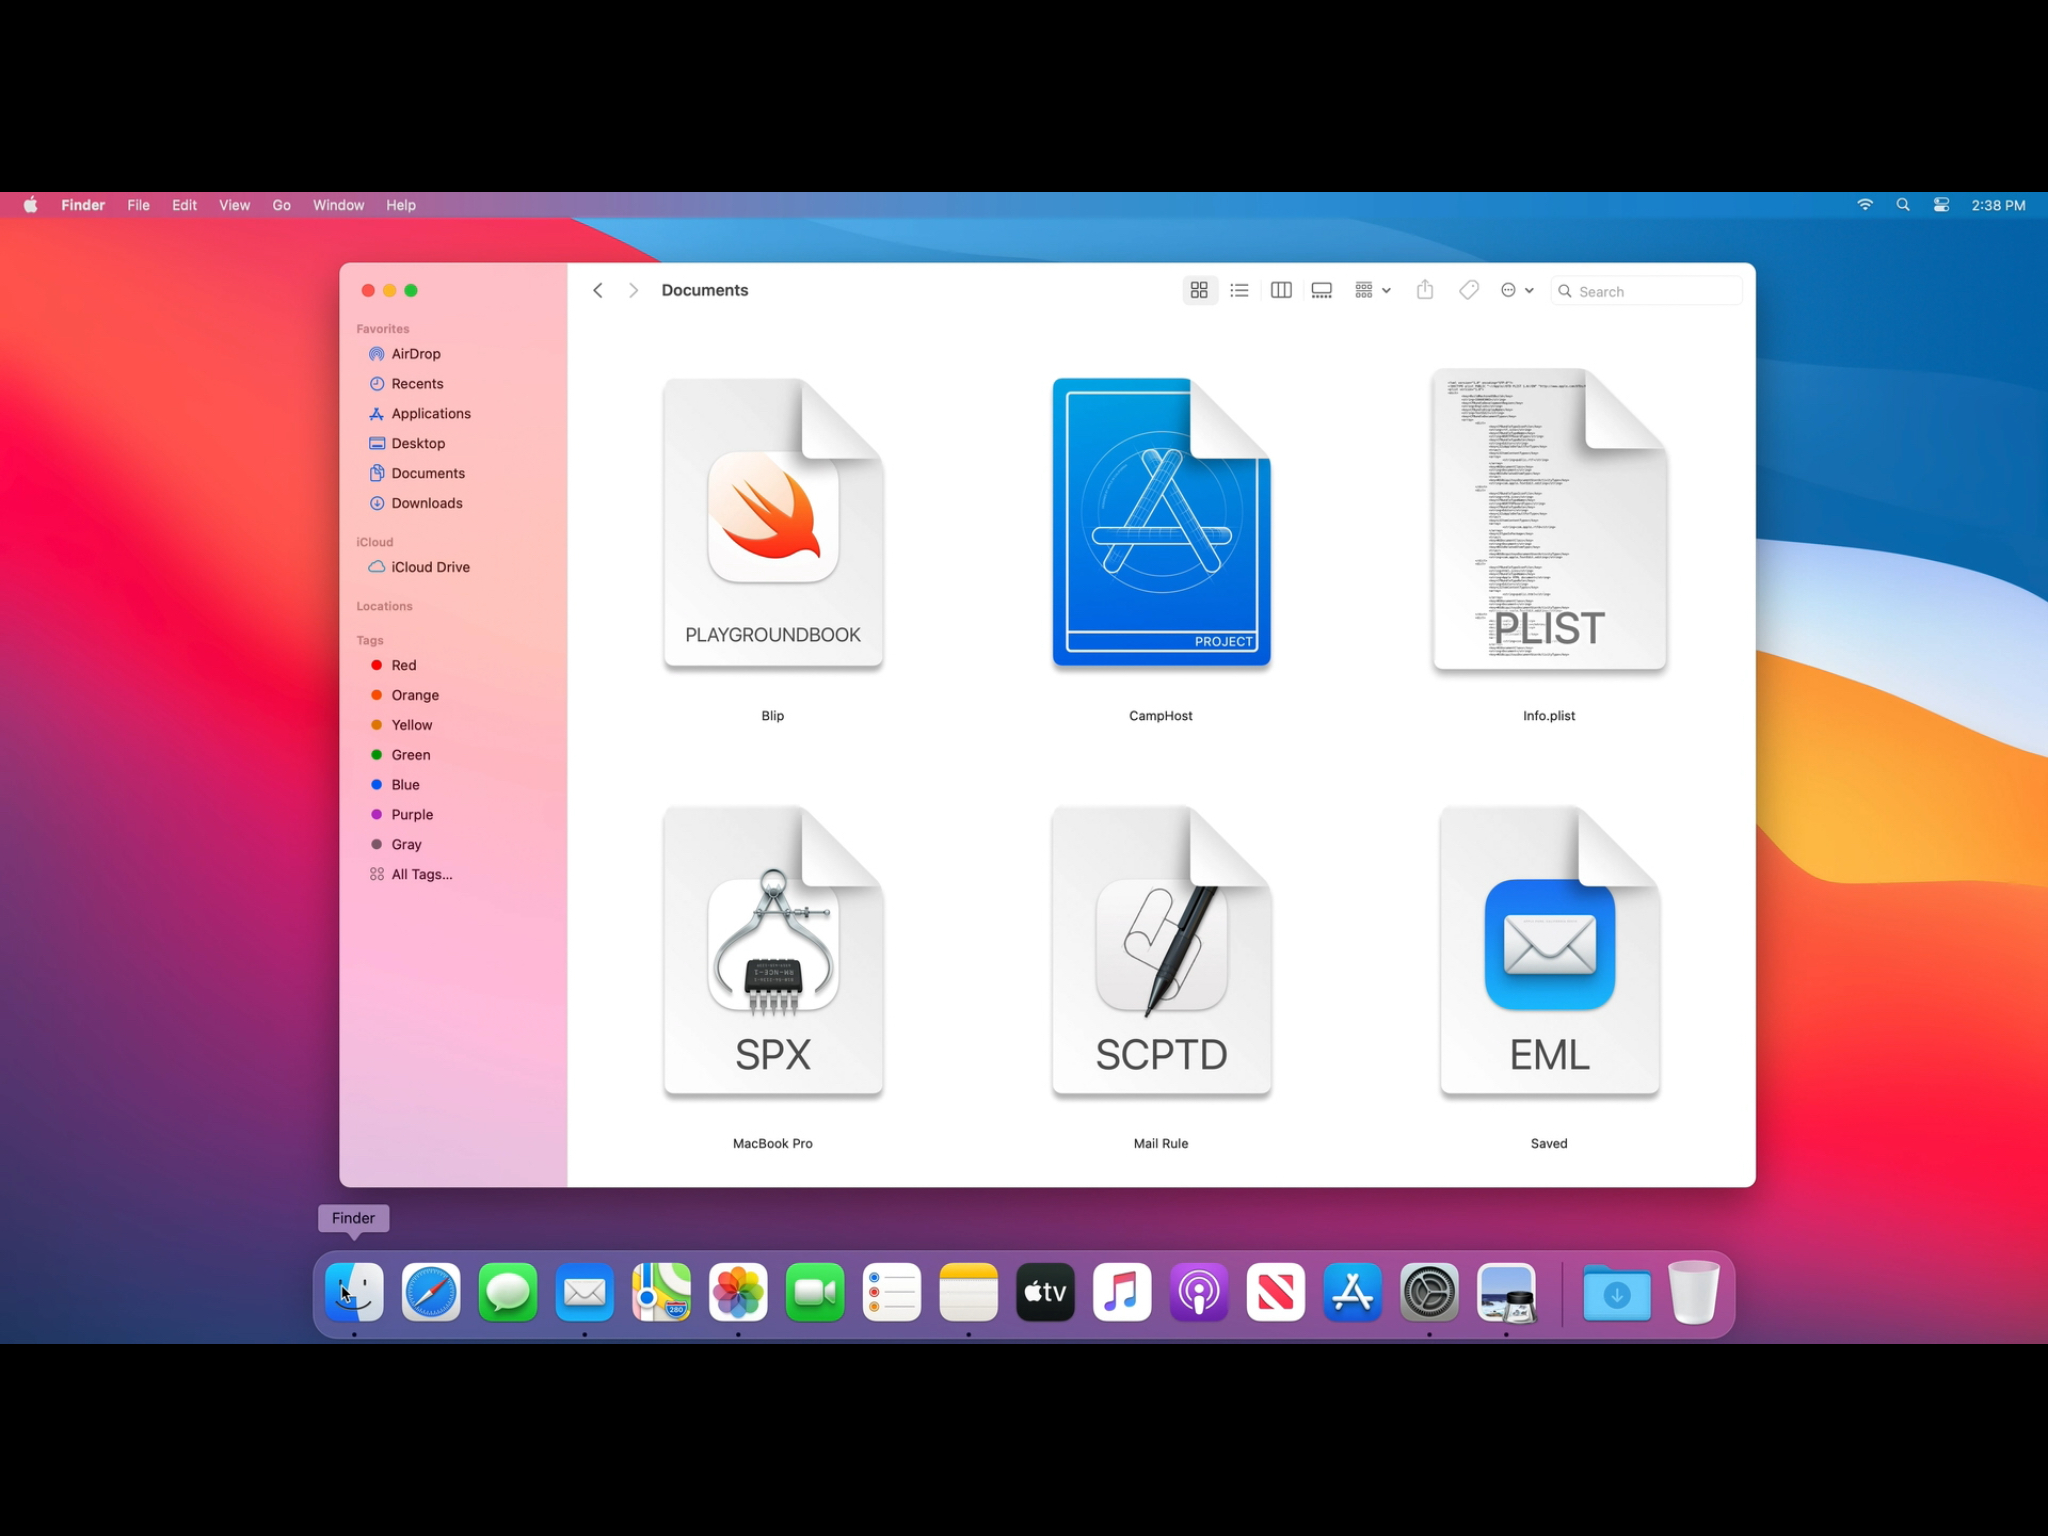 Finder File Edit View Go Window Help 2:38 PM
Documents
Search
Favorites
AirDrop
Recents
Applications
Desktop
Documents
Downloads
iCloud
iCloud Drive
Locations
Tags
Red
Orange
Yellow
Green
Blue
Purple
Gray
All Tags...
PLAYGROUNDBOOK
PROJECT
PLIST
Blip
CampHost
Info.plist
SPX
SCPTD
EML
MacBook Pro
Mail Rule
Saved
Finder
280
tv